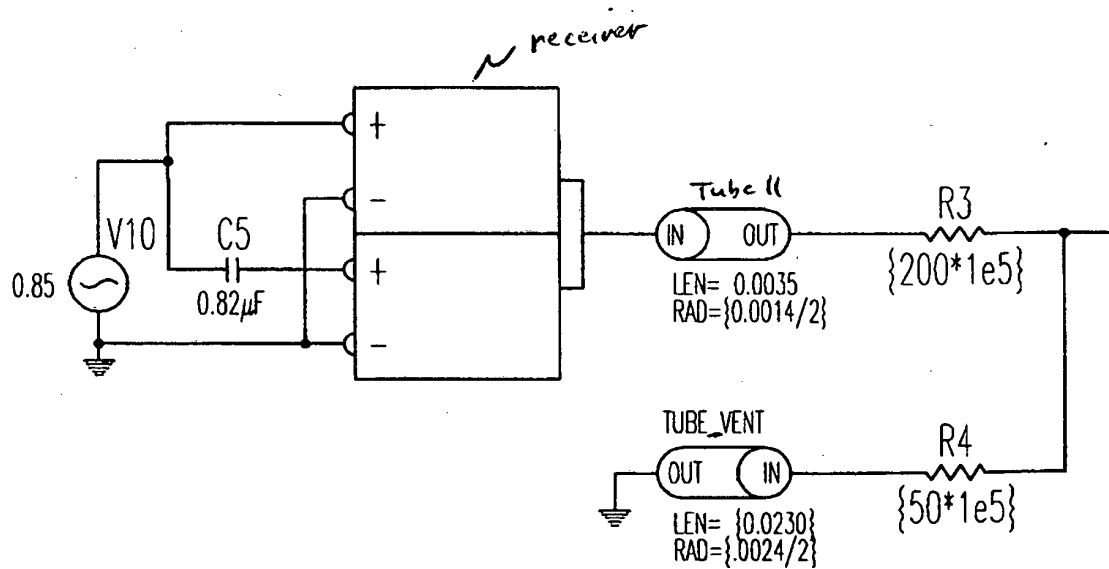 receiver
+
−
+
−
V10
0.85
C5
0.82µF
Tube 11
IN OUT
LEN= 0.0035
RAD={0.0014/2}
R3
{200*1e5}
TUBE_VENT
OUT IN
LEN= {0.0230}
RAD={.0024/2}
R4
{50*1e5}